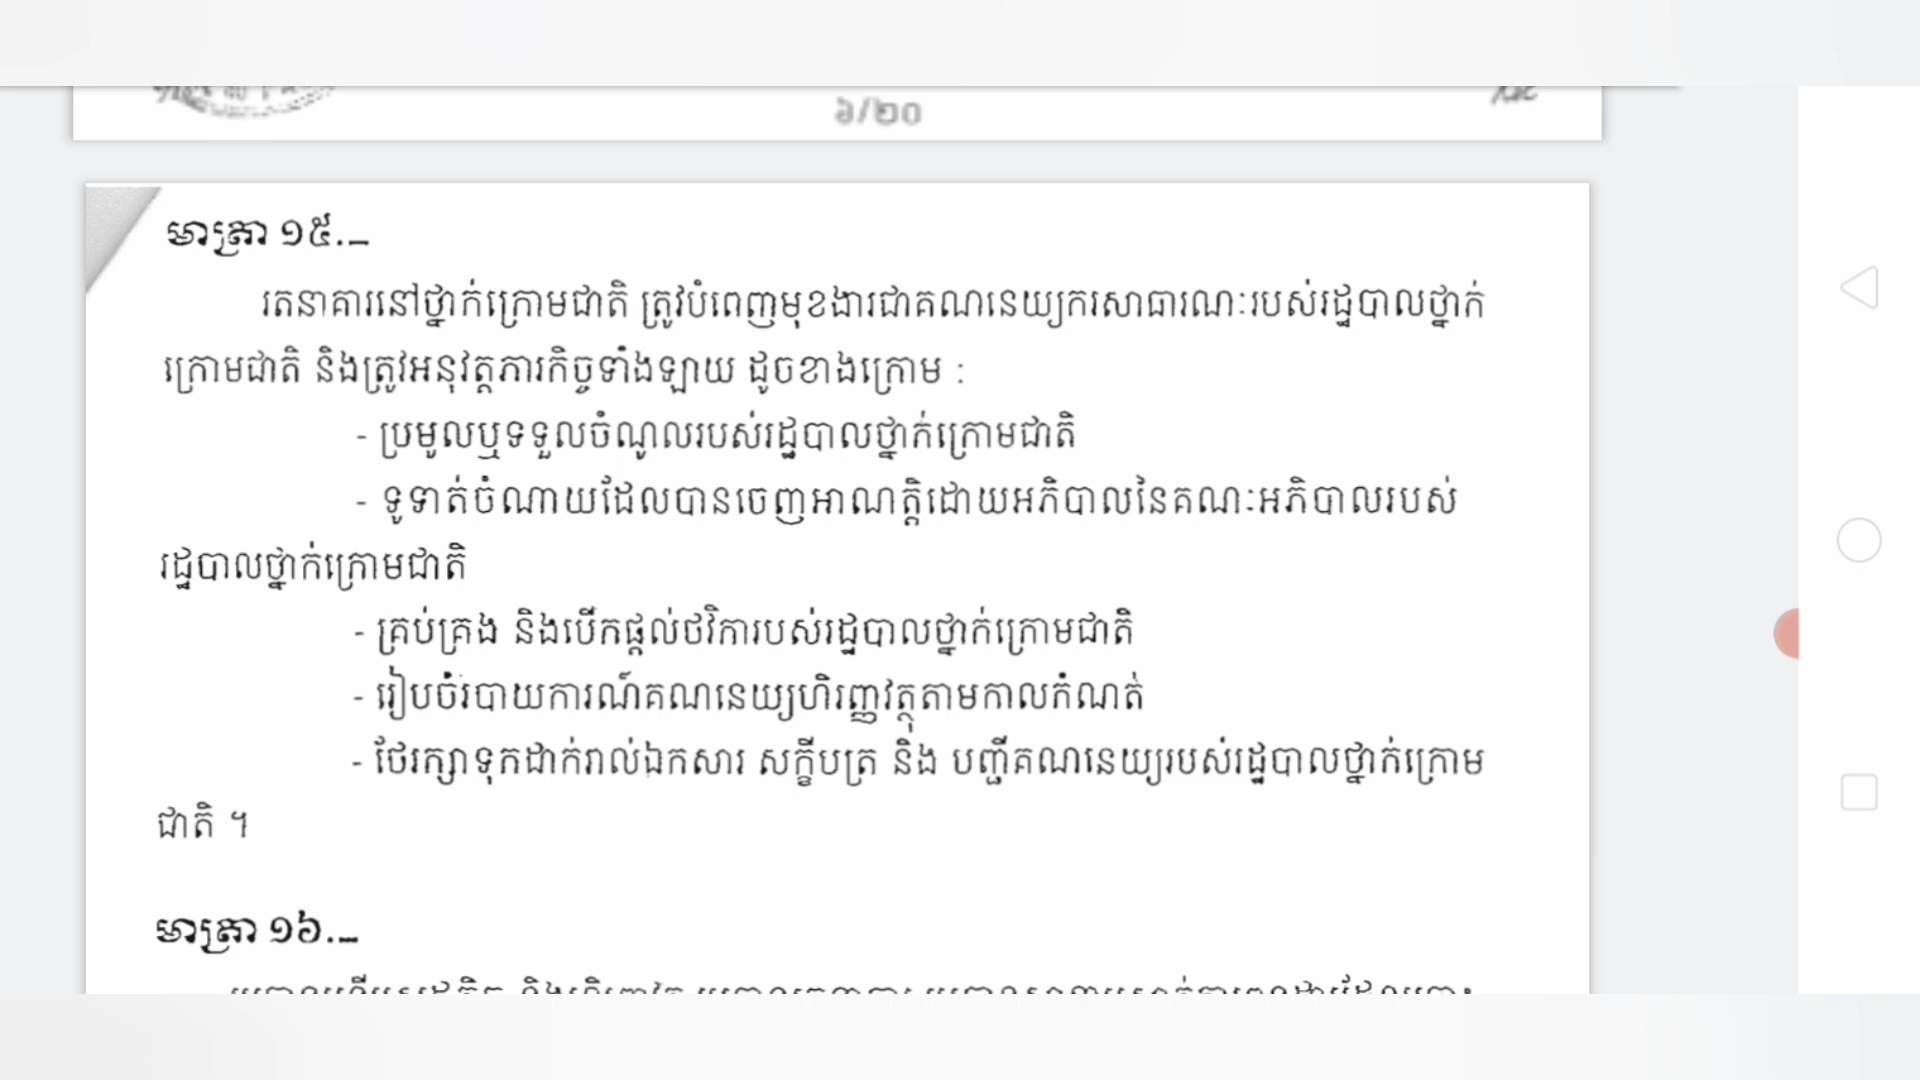 ៦/២០
មាត្រា ១៥._
រតនាគារនៅថ្នាក់ក្រោមជាតិ ត្រូវបំពេញមុខងារជាគណនេយ្យករសាធារណៈរបស់រដ្ឋបាលថ្នាក់
ក្រោមជាតិ និងត្រូវអនុវត្តភារកិច្ចទាំងឡាយ ដូចខាងក្រោម :
- ប្រមូលឬទទួលចំណូលរបស់រដ្ឋបាលថ្នាក់ក្រោមជាតិ
- ទូទាត់ចំណាយដែលបានចេញអាណត្តិដោយអភិបាលនៃគណៈអភិបាលរបស់
រដ្ឋបាលថ្នាក់ក្រោមជាតិ
- គ្រប់គ្រង និងបើកផ្តល់ថវិការបស់រដ្ឋបាលថ្នាក់ក្រោមជាតិ
- រៀបចំរបាយការណ៍គណនេយ្យហិរញ្ញវត្ថុតាមកាលកំណត់
- ថែរក្សាទុកដាក់រាល់ឯកសារ សក្ខីបត្រ និង បញ្ជីគណនេយ្យរបស់រដ្ឋបាលថ្នាក់ក្រោម
ជាតិ ។
មាត្រា ១៦._